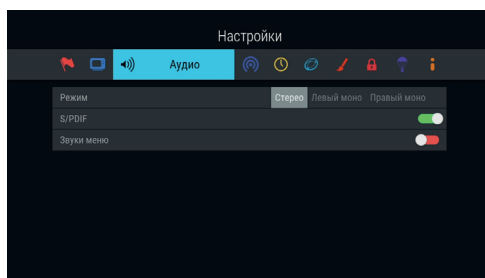 Настройки
Аудио
Режим Стерео Левый моно Правый моно
S/PDIF
Звуки меню